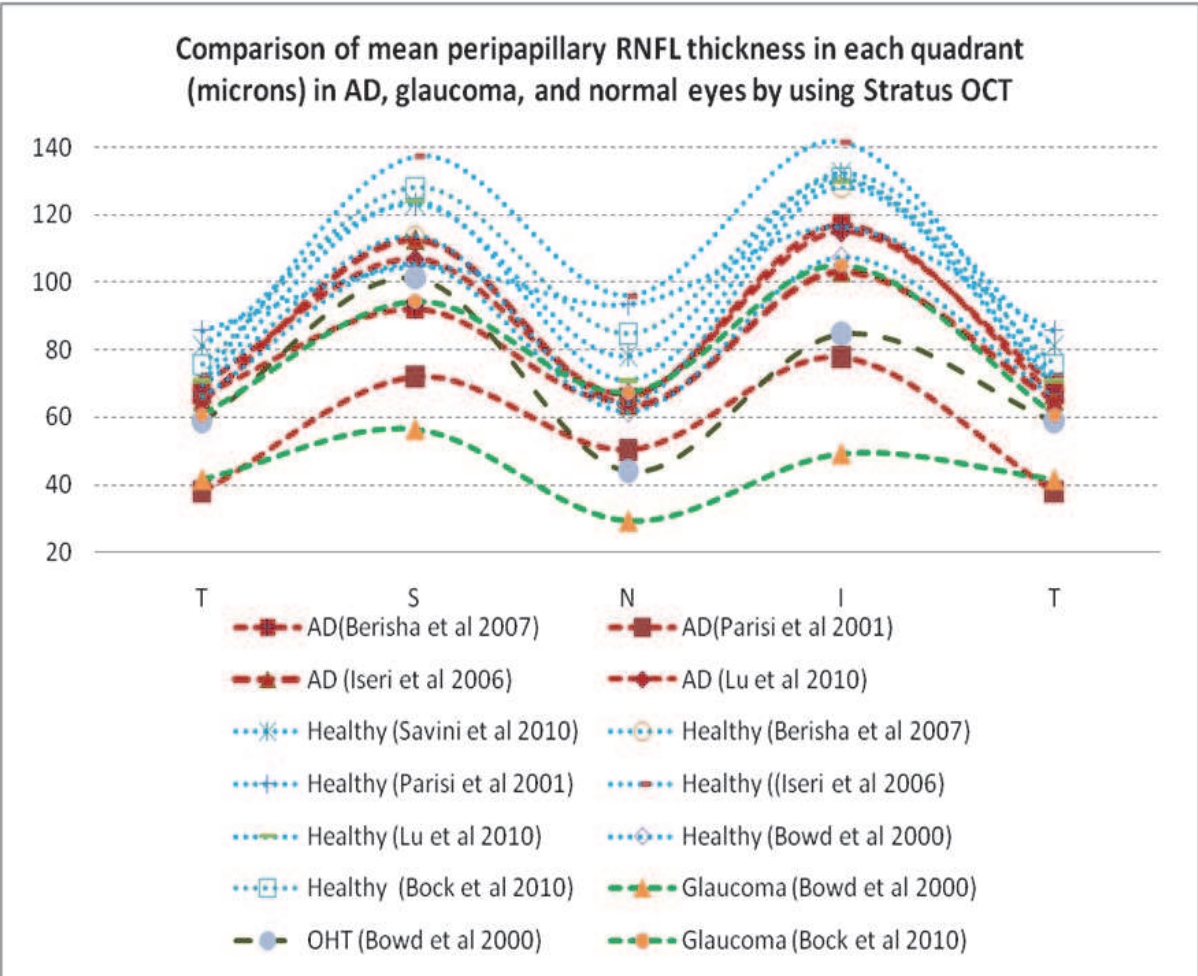 Comparison of mean peripapillary RNFL thickness in each quadrant
(microns) in AD, glaucoma, and normal eyes by using Stratus OCT
140
120
100
80
60
40
20
T S N I T
AD(Berisha et al 2007) AD(Parisi et al 2001)
AD (Iseri et al 2006) AD (Lu et al 2010)
Healthy (Savini et al 2010) Healthy (Berisha et al 2007)
Healthy (Parisi et al 2001) Healthy ((Iseri et al 2006)
Healthy (Lu et al 2010) Healthy (Bowd et al 2000)
Healthy (Bock et al 2010) Glaucoma (Bowd et al 2000)
OHT (Bowd et al 2000) Glaucoma (Bock et al 2010)